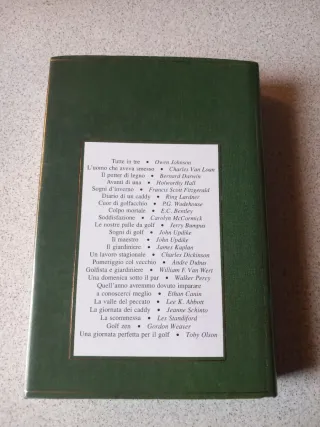 Tutte in tre • Owen Johnson
L'uomo che aveva smesso • Charles Van Loan
Il putter di legno • Bernard Darwin
Avanti di una • Holworthy Hall
Sogni d'inverno • Francis Scott Fitzgerald
Diario di un caddy • Ring Lardner
Cuor di golfaccio • P.G. Wodehouse
Colpo mortale • E.C. Bentley
Soddisfazione • Carolyn McCormick
Le nostre palle da golf • Jerry Bumpus
Sogni di golf • John Updike
Il maestro • John Updike
Il giardiniere • James Kaplan
Un lavoro stagionale • Charles Dickinson
Pomeriggio col vecchio • Andre Dubus
Golfista e giardiniere • William F. Van Wert
Una domenica sotto il par • Walker Percy
Quell'anno avremmo dovuto imparare
a conoscerci meglio • Ethan Canin
La valle del peccato • Lee K. Abbott
La giornata dei caddy • Jeanne Schinto
La scommessa • Les Standiford
Golf zen • Gordon Weaver
Una giornata perfetta per il golf • Toby Olson